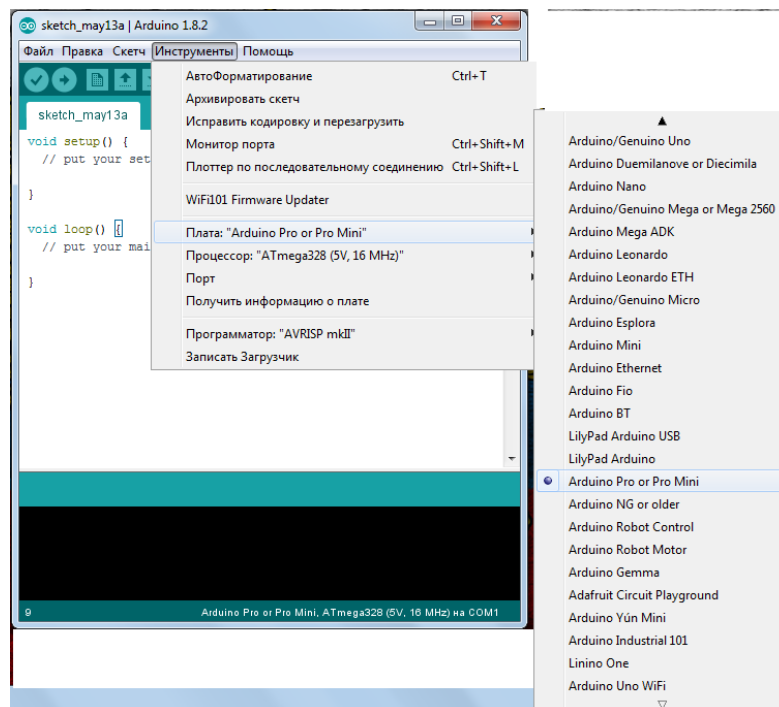 sketch_may13a | Arduino 1.8.2
Файл Правка Скетч Инструменты Помощь
sketch_may13a
void setup() {
// put your set
}
void loop() {
// put your mai
}
АвтоФорматирование Ctrl+T
Архивировать скетч
Исправить кодировку и перезагрузить
Монитор порта Ctrl+Shift+M
Плоттер по последовательному соединению Ctrl+Shift+L
WiFi101 Firmware Updater
Плата: "Arduino Pro or Pro Mini"
Процессор: "ATmega328 (5V, 16 MHz)"
Порт
Получить информацию о плате
Программатор: "AVRISP mkII"
Записать Загрузчик
Arduino/Genuino Uno
Arduino Duemilanove or Diecimila
Arduino Nano
Arduino/Genuino Mega or Mega 2560
Arduino Mega ADK
Arduino Leonardo
Arduino Leonardo ETH
Arduino/Genuino Micro
Arduino Esplora
Arduino Mini
Arduino Ethernet
Arduino Fio
Arduino BT
LilyPad Arduino USB
LilyPad Arduino
Arduino Pro or Pro Mini
Arduino NG or older
Arduino Robot Control
Arduino Robot Motor
Arduino Gemma
Adafruit Circuit Playground
Arduino Yún Mini
Arduino Industrial 101
Linino One
Arduino Uno WiFi
9 Arduino Pro or Pro Mini, ATmega328 (5V, 16 MHz) на COM1